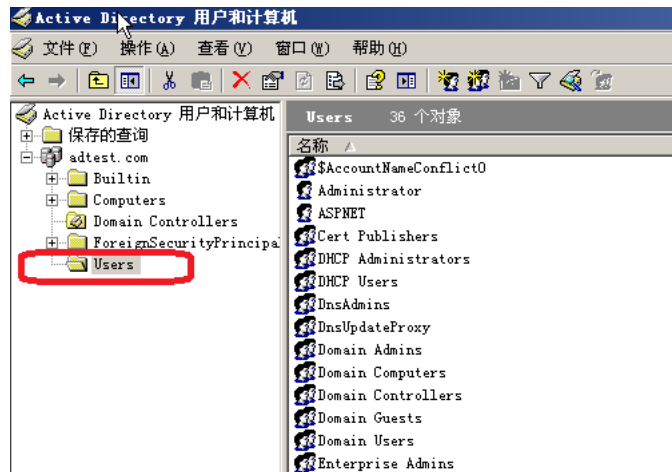 Active Directory 用户和计算机
文件(F) 操作(A) 查看(V) 窗口(W) 帮助(H)
Active Directory 用户和计算机
保存的查询
adtest.com
Builtin
Computers
Domain Controllers
ForeignSecurityPrincipa
Users
Users 36 个对象
名称
$AccountNameConflict0
Administrator
ASPNET
Cert Publishers
DHCP Administrators
DHCP Users
DnsAdmins
DnsUpdateProxy
Domain Admins
Domain Computers
Domain Controllers
Domain Guests
Domain Users
Enterprise Admins